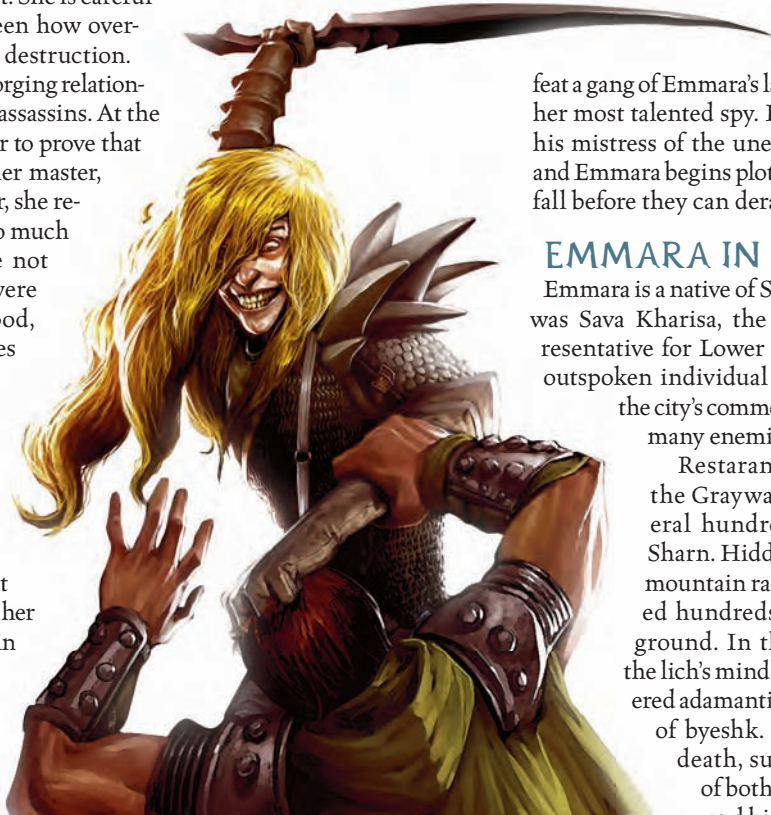 t. She is careful
een how over-
destruction.
orging relation-
assassins. At the
r to prove that
er master,
r, she re-
o much
e not
were
ood,
es
t
her
in
feat a gang of Emmara's la
her most talented spy.
his mistress of the une
and Emmara begins plot
fall before they can dera
EMMARA IN
Emmara is a native of S
was Sava Kharisa, the
resentative for Lower
outspoken individual
the city's comme
many enemi
Restaran
the Graywa
eral hundre
Sharn. Hidd
mountain ra
ed hundreds
ground. In th
the lich's mind
ered adamanti
of byeshk.
death, su
of both